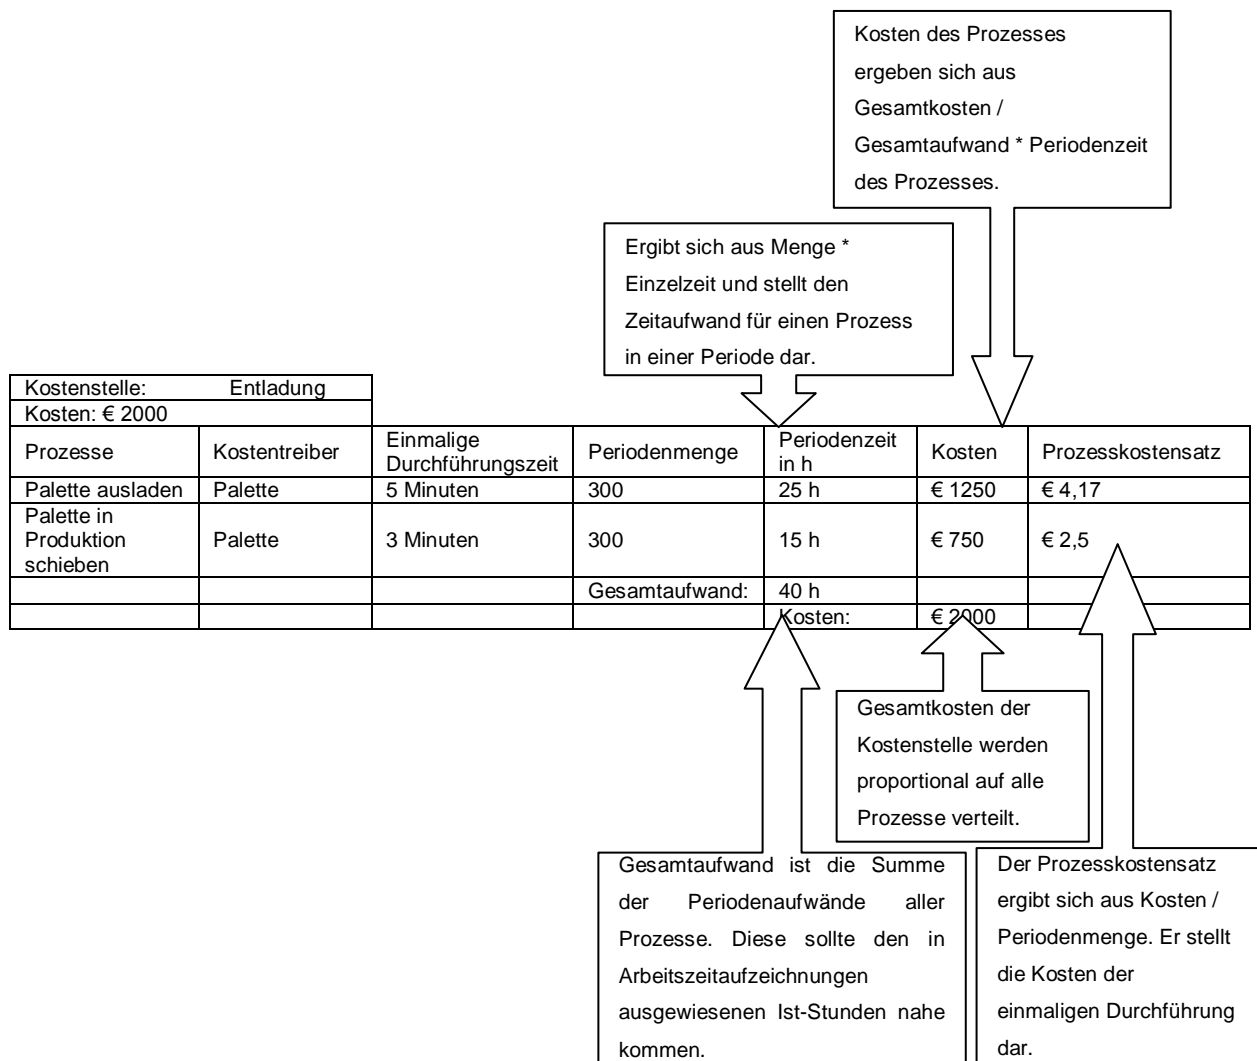 Kosten des Prozesses
ergeben sich aus
Gesamtkosten /
Gesamtaufwand * Periodenzeit
des Prozesses.
Ergibt sich aus Menge *
Einzelzeit und stellt den
Zeitaufwand für einen Prozess
in einer Periode dar.
Kostenstelle: Entladung
Kosten: € 2000
Prozesse Kostentreiber Einmalige Durchführungszeit Periodenmenge Periodenzeit in h Kosten Prozesskostensatz
Palette ausladen Palette 5 Minuten 300 25 h € 1250 € 4,17
Palette in Produktion schieben Palette 3 Minuten 300 15 h € 750 € 2,5
Gesamtaufwand: 40 h
Kosten: € 2000
Gesamtkosten der
Kostenstelle werden
proportional auf alle
Prozesse verteilt.
Gesamtaufwand ist die Summe
der Periodenaufwände aller
Prozesse. Diese sollte den in
Arbeitszeitaufzeichnungen
ausgewiesenen Ist-Stunden nahe
kommen.
Der Prozesskostensatz
ergibt sich aus Kosten /
Periodenmenge. Er stellt
die Kosten der
einmaligen Durchführung
dar.